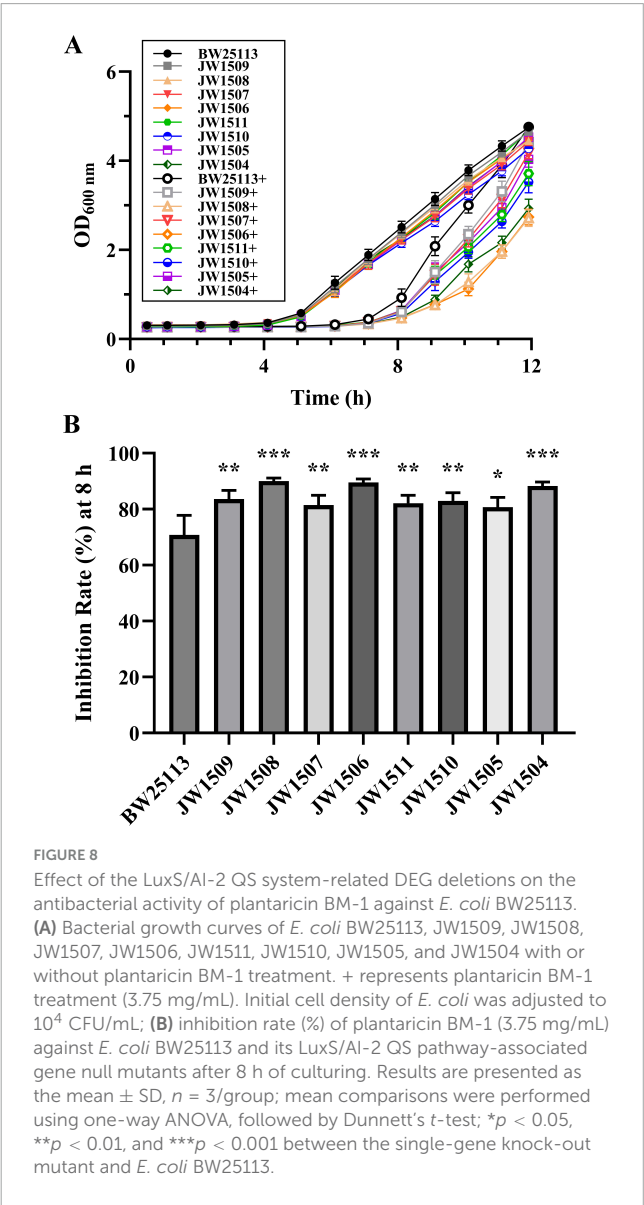 A
BW25113
JW1509
JW1508
JW1507
JW1506
JW1511
JW1510
JW1505
JW1504
BW25113+
JW1509+
JW1508+
JW1507+
JW1506+
JW1511+
JW1510+
JW1505+
JW1504+
6
4
2
0
OD600 nm
0 4 8 12
Time (h)
B
100
80
60
40
20
0
Inhibition Rate (%) at 8 h
** *** ** *** ** ** * ***
BW25113 JW1509 JW1508 JW1507 JW1506 JW1511 JW1510 JW1505 JW1504
FIGURE 8
Effect of the LuxS/AI-2 QS system-related DEG deletions on the
antibacterial activity of plantaricin BM-1 against E. coli BW25113.
(A) Bacterial growth curves of E. coli BW25113, JW1509, JW1508,
JW1507, JW1506, JW1511, JW1510, JW1505, and JW1504 with or
without plantaricin BM-1 treatment. + represents plantaricin BM-1
treatment (3.75 mg/mL). Initial cell density of E. coli was adjusted to
10⁴ CFU/mL; (B) inhibition rate (%) of plantaricin BM-1 (3.75 mg/mL)
against E. coli BW25113 and its LuxS/AI-2 QS pathway-associated
gene null mutants after 8 h of culturing. Results are presented as
the mean ± SD, n = 3/group; mean comparisons were performed
using one-way ANOVA, followed by Dunnett's t-test; *p < 0.05,
**p < 0.01, and ***p < 0.001 between the single-gene knock-out
mutant and E. coli BW25113.